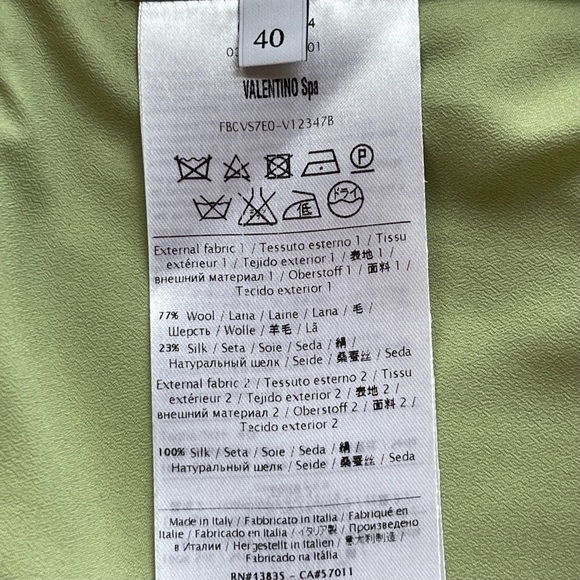 40
VALENTINO Spa
FBCVS7E0-V12347B
P
低
ドライ
External fabric 1 / Tessuto esterno 1 / Tissu
extérieur 1 / Tejido exterior 1 / 表地 1 /
внешний материал 1 / Oberstoff 1 / 面料 1 /
Tecido exterior 1
77% Wool / Lana / Laine / Lana / 毛 /
Шерсть / Wolle / 羊毛 / Lã
23% Silk / Seta / Soie / Seda / 絹 /
Натуральный шелк / Seide / 桑蚕丝 / Seda
External fabric 2 / Tessuto esterno 2 / Tissu
extérieur 2 / Tejido exterior 2 / 表地 2 /
внешний материал 2 / Oberstoff 2 / 面料 2 /
Tecido exterior 2
100% Silk / Seta / Soie / Seda / 絹 /
Натуральный шелк / Seide / 桑蚕丝 / Seda
Made in Italy / Fabbricato in Italia / Fabriqué en
Italie / Fabricado en Italia / イタリア製 / Произведено
в Италии / Hergestellt in Italien / 意大利制造 /
Fabricado na Itália
RN#13835 - CA#57011